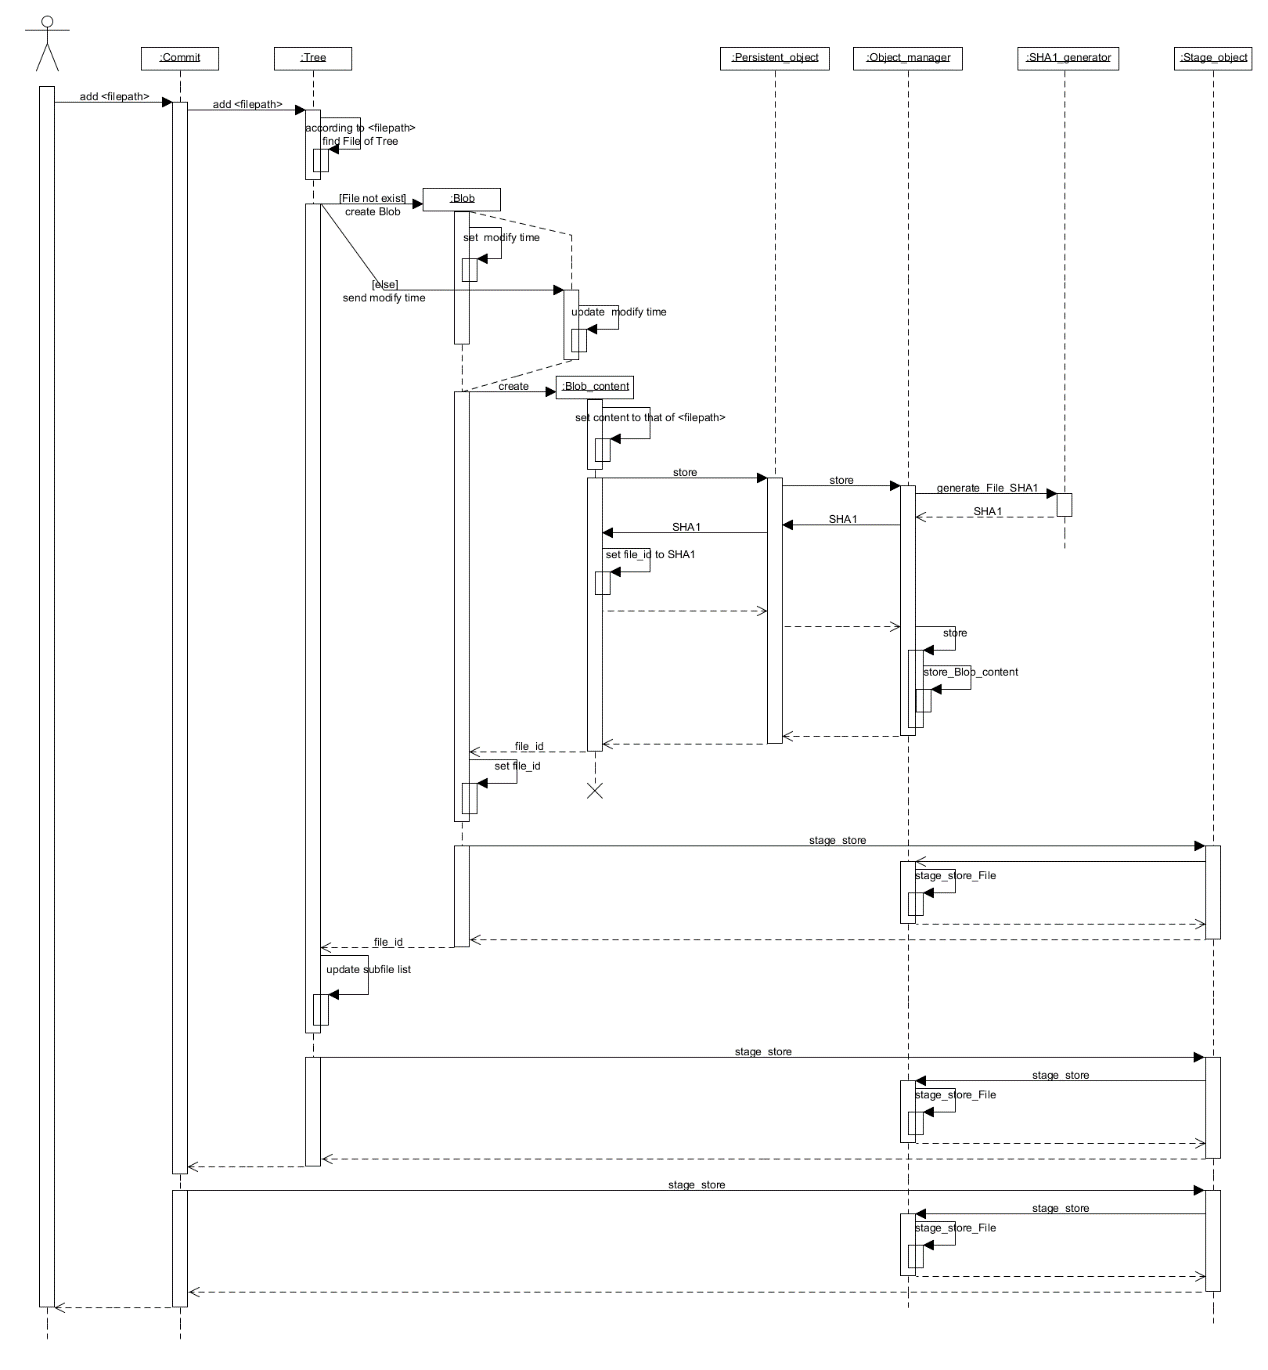 :Commit
:Tree
:Persistent_object
:Object_manager
:SHA1_generator
:Stage_object
add <filepath>
add <filepath>
according to <filepath>
find File of Tree
[File not exist]
create Blob
:Blob
set modify time
[else]
send modify time
update modify time
create
:Blob_content
set content to that of <filepath>
store
store
generate_File_SHA1
SHA1
SHA1
SHA1
set file_id to SHA1
store
store_Blob_content
file_id
set file_id
stage_store
stage_store_File
file_id
update subfile list
stage_store
stage_store
stage_store_File
stage_store
stage_store
stage_store_File